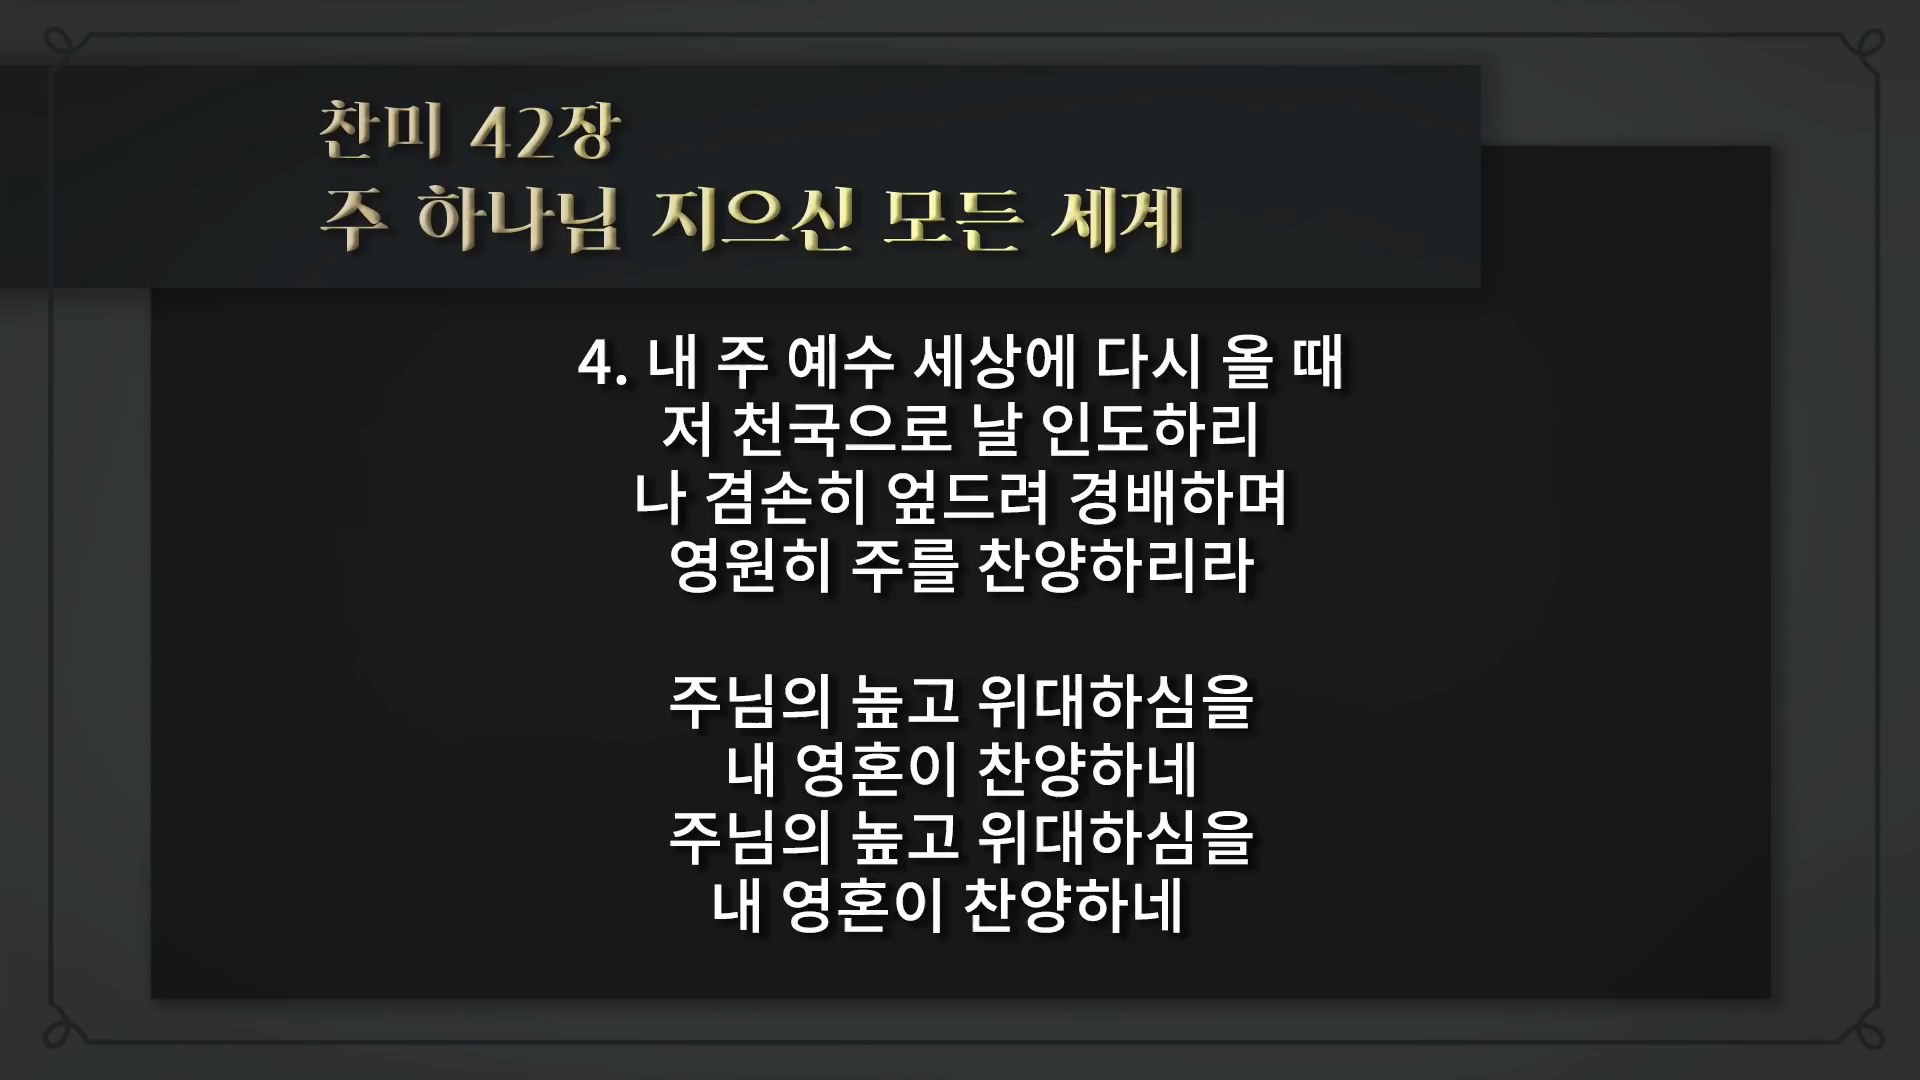 찬미 42장
주 하나님 지으신 모든 세계
4. 내 주 예수 세상에 다시 올 때
저 천국으로 날 인도하리
나 겸손히 엎드려 경배하며
영원히 주를 찬양하리라
주님의 높고 위대하심을
내 영혼이 찬양하네
주님의 높고 위대하심을
내 영혼이 찬양하네